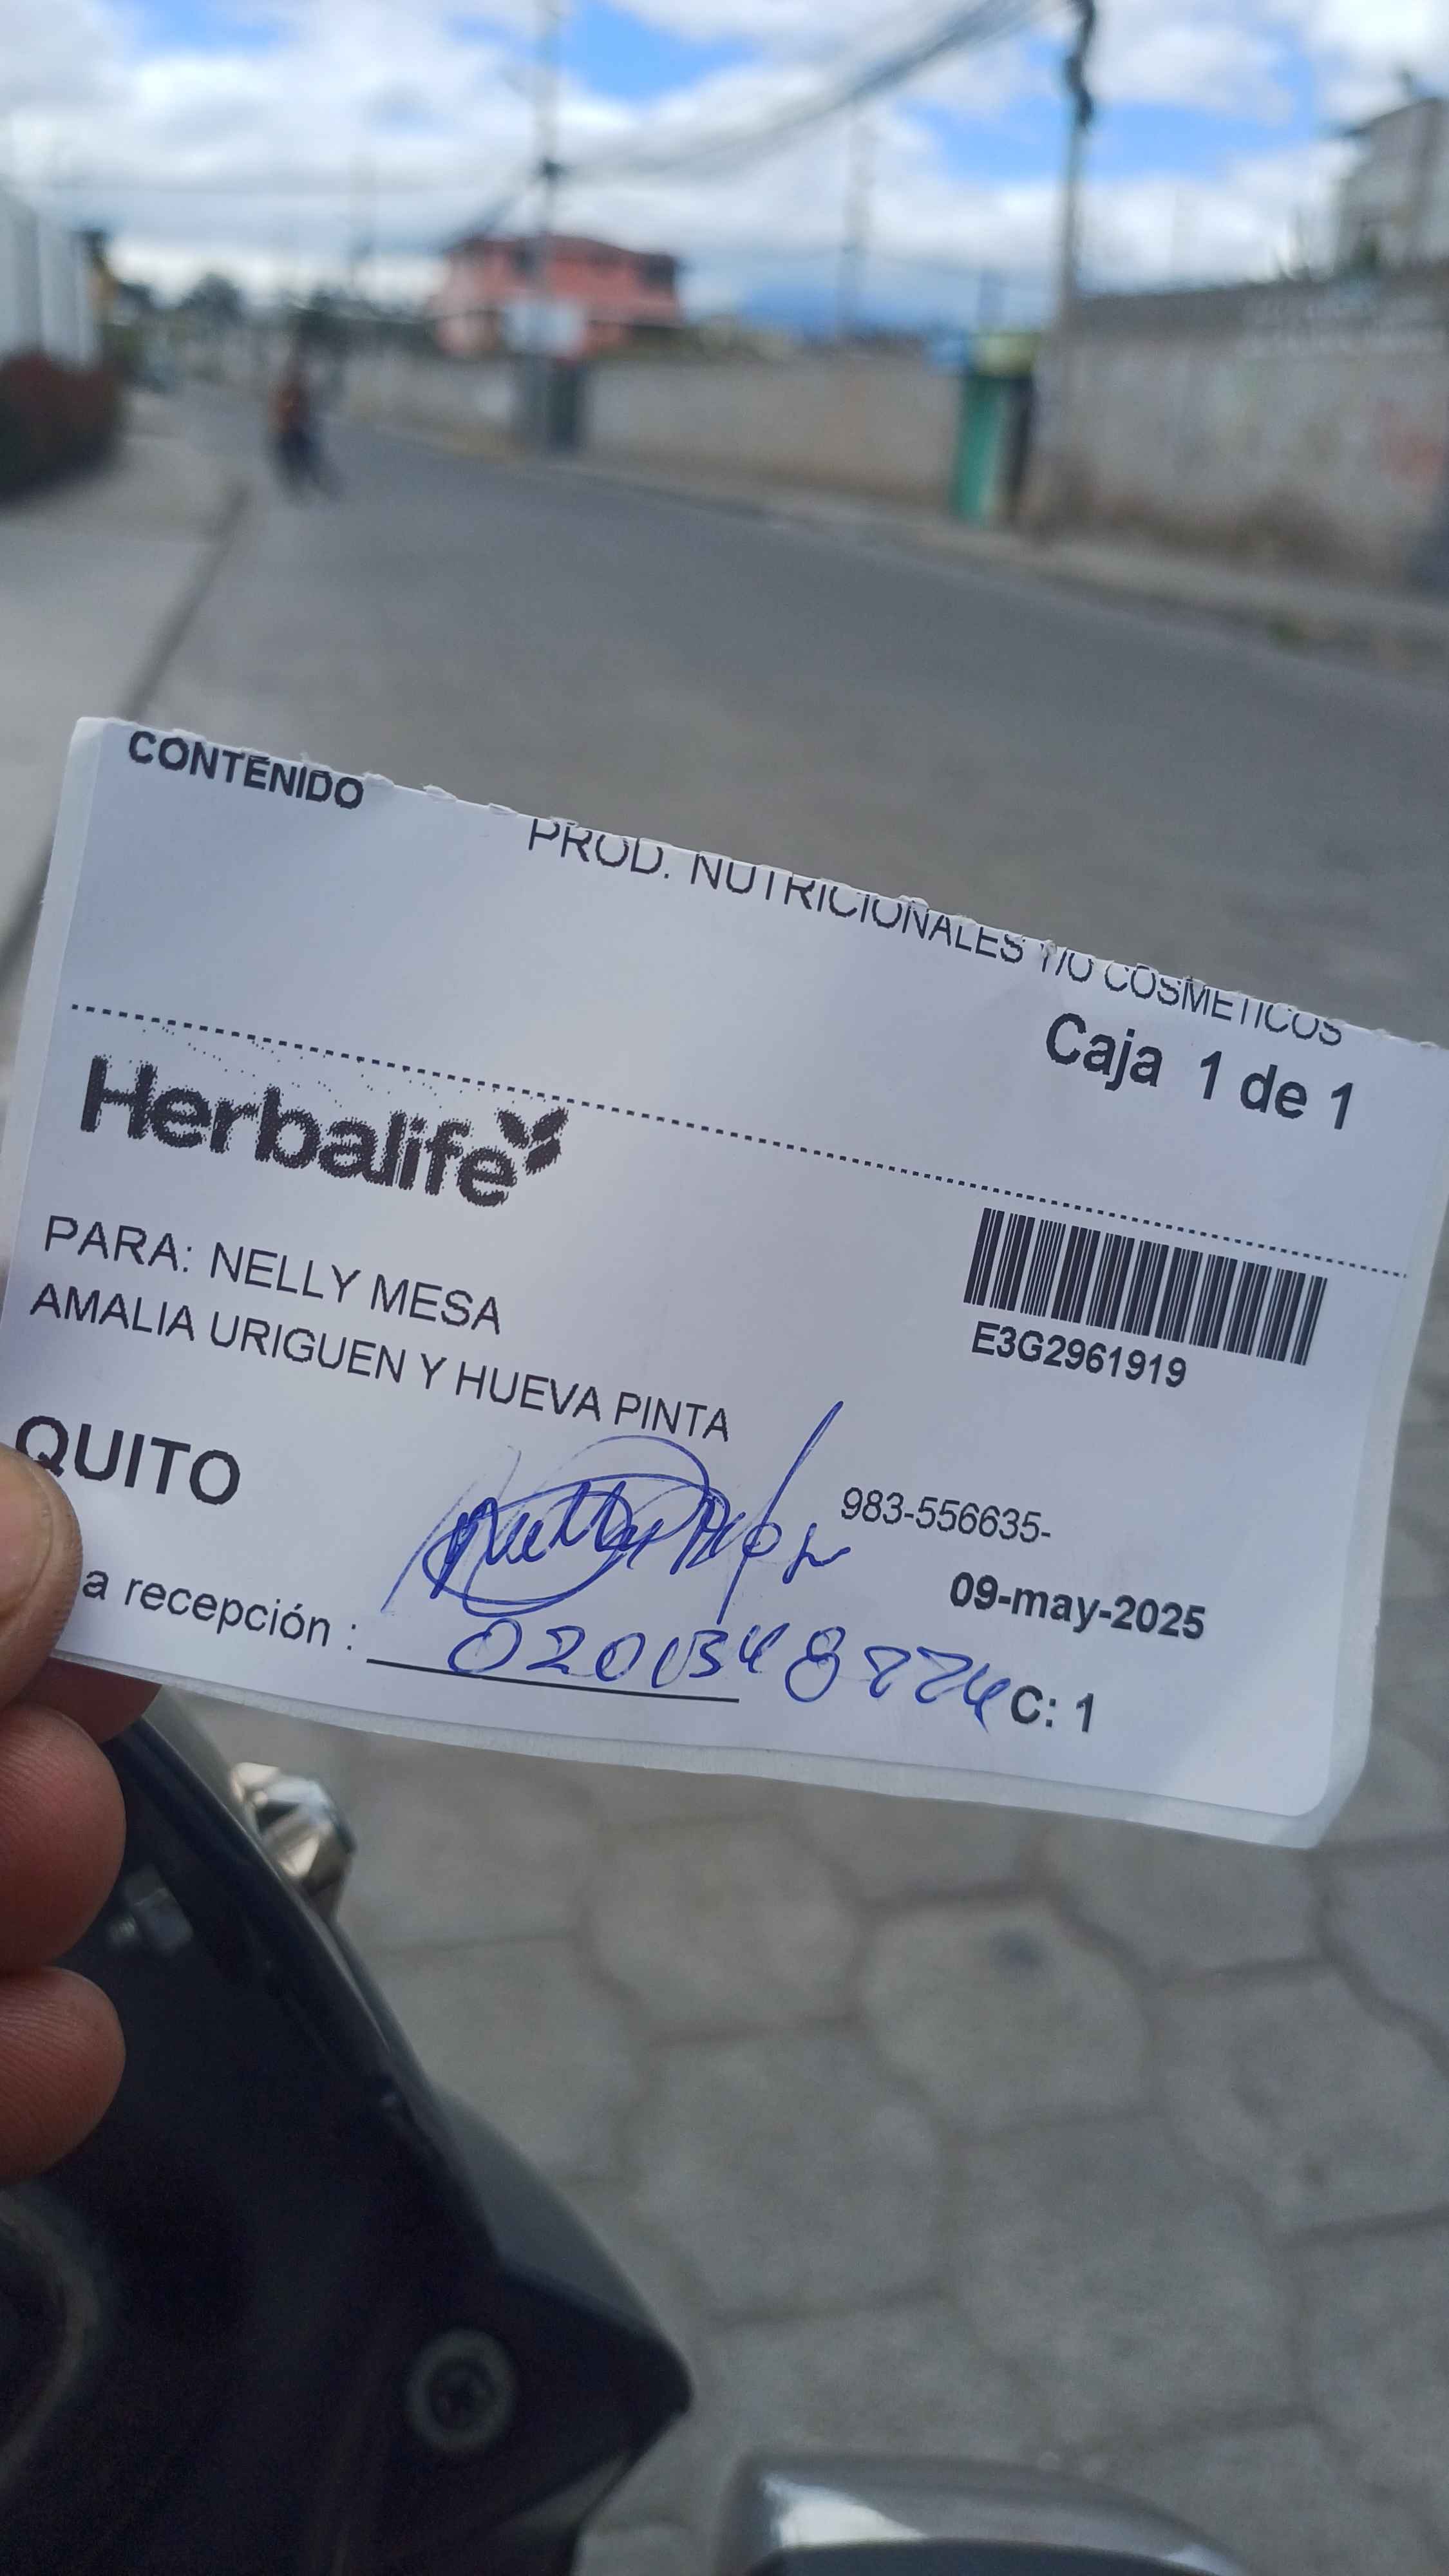 CONTENIDO
PROD. NUTRICIONALES Y/O COSMETICOS
Caja 1 de 1
Herbalife
PARA: NELLY MESA
AMALIA URIGUEN Y HUEVA PINTA
E3G2961919
QUITO
983-556635-
09-may-2025
a recepción :
C: 1